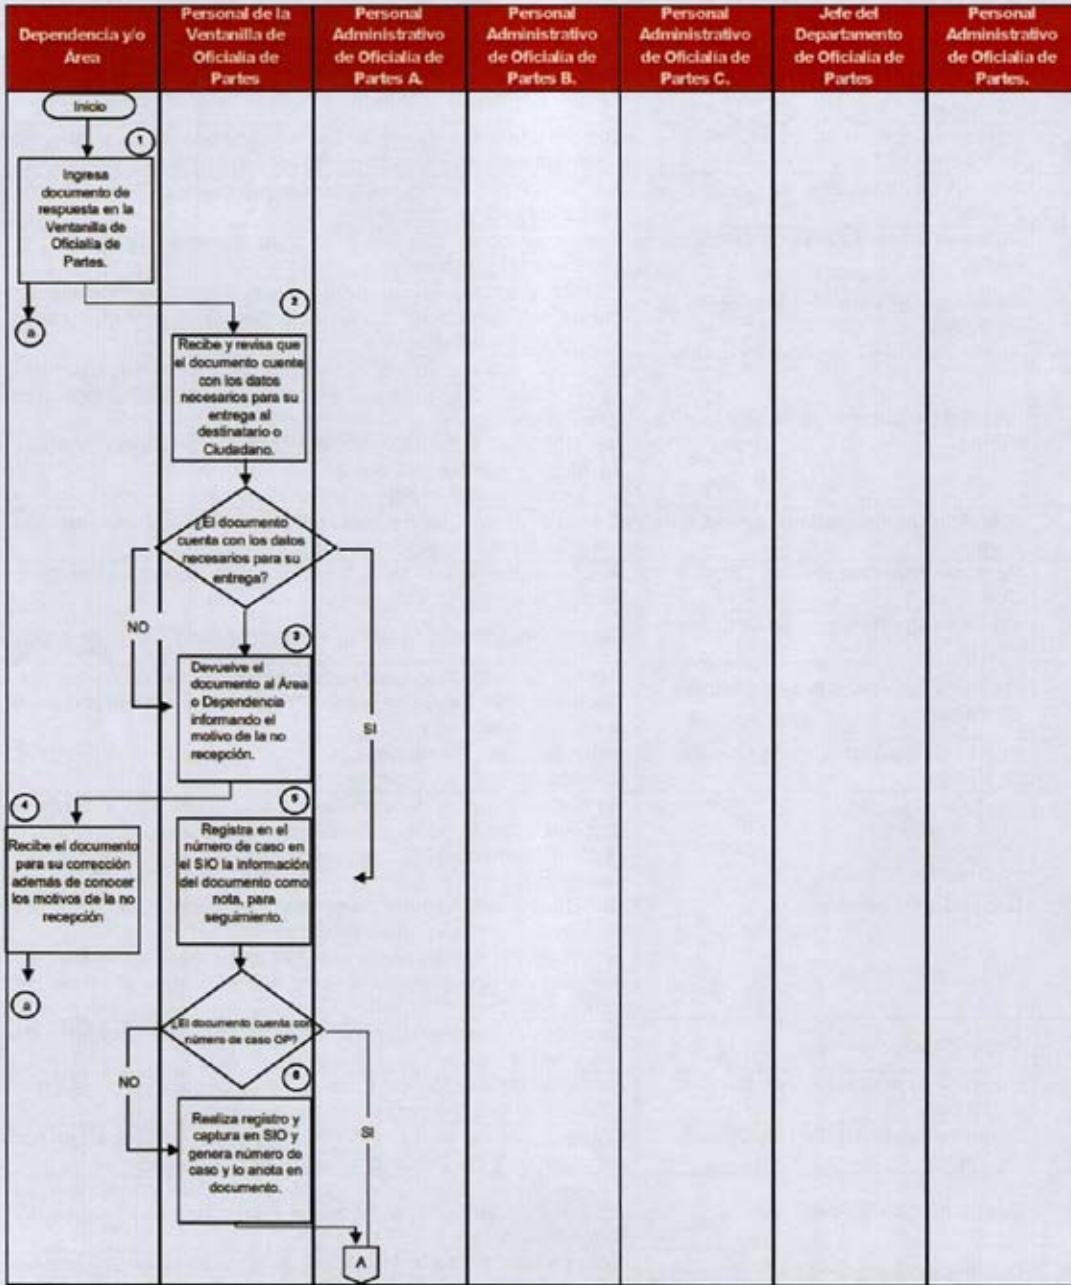 Dependencia y/o
Área
Personal de la
Ventanilla de
Oficialía de
Partes
Personal
Administrativo
de Oficialía de
Partes A.
Personal
Administrativo
de Oficialía de
Partes B.
Personal
Administrativo
de Oficialía de
Partes C.
Jefe del
Departamento
de Oficialía de
Partes
Personal
Administrativo
de Oficialía de
Partes.
Inicio
1
Ingresa
documento de
respuesta en la
Ventanilla de
Oficialía de
Partes.
a
2
Recibe y revisa que
el documento cuente
con los datos
necesarios para su
entrega al
destinatario o
Ciudadano.
¿El documento
cuenta con los datos
necesarios para su
entrega?
NO
SI
3
Devuelve el
documento al Área
o Dependencia
informando el
motivo de la no
recepción.
4
Recibe el documento
para su corrección
además de conocer
los motivos de la no
recepción
a
5
Registra en el
número de caso en
el SIO la información
del documento como
nota, para
seguimiento.
¿El documento cuenta con
número de caso OP?
NO
SI
6
Realiza registro y
captura en SIO y
genera número de
caso y lo anota en
documento.
A